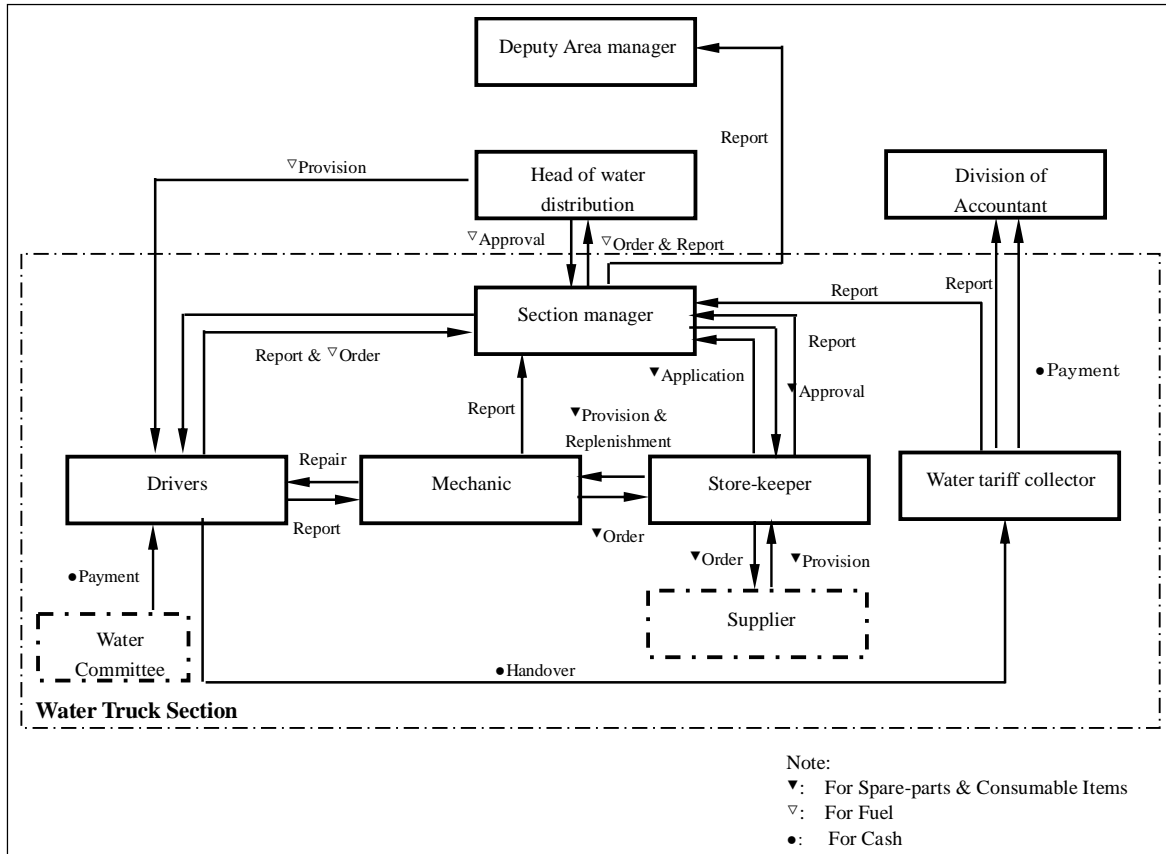 Deputy Area manager
Report
▽Provision
Head of water
distribution
Division of
Accountant
▽Approval
▽Order & Report
Report
Report
Section manager
Report & ▽Order
Report
▼Application
▼Approval
●Payment
Report
▼Provision &
Replenishment
Drivers
Repair
Report
Mechanic
Store-keeper
Water tariff collector
▼Order
▼Order
▼Provision
●Payment
Water
Committee
Supplier
●Handover
Water Truck Section
Note:
▼: For Spare-parts & Consumable Items
▽: For Fuel
●: For Cash